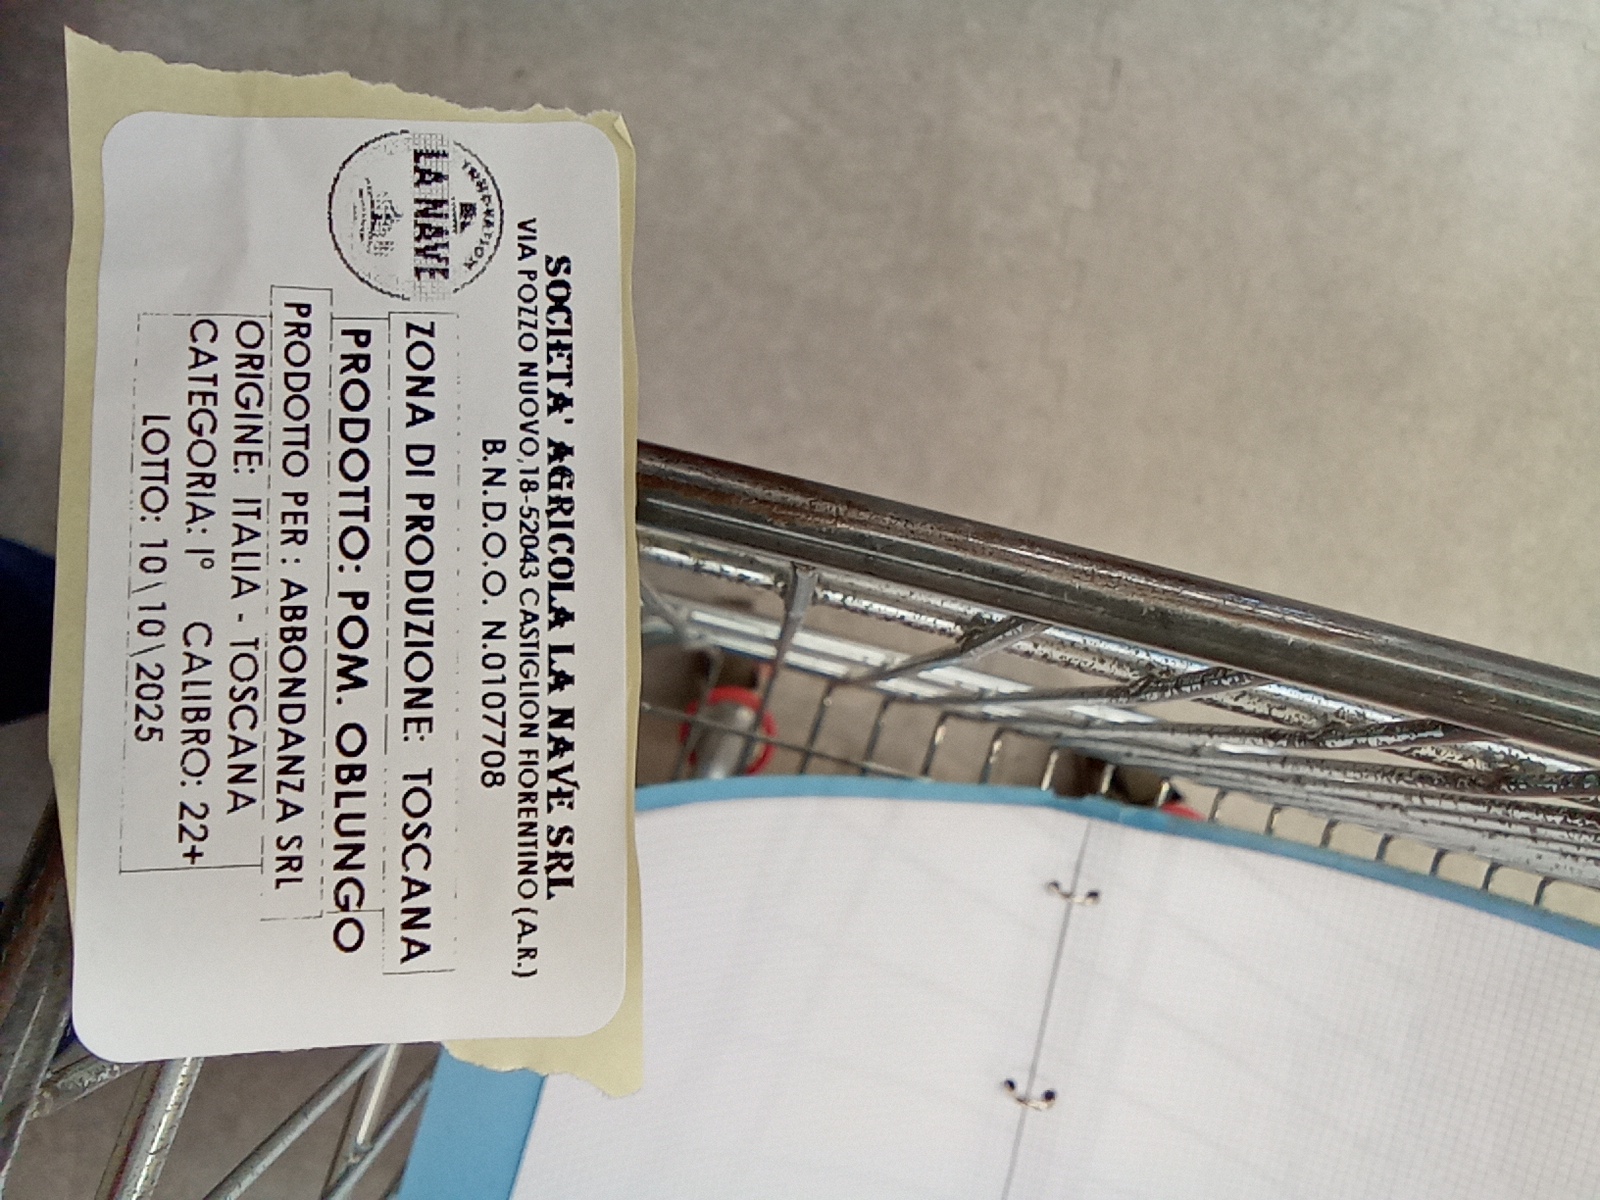 SOCIETA' AGRICOLA LA NAVE SRL
VIA POZZO NUOVO,18-52043 CASTIGLION FIORENTINO (A.R.)
B.N.D.O.O. N.0107708
LA NAVE
ZONA DI PRODUZIONE: TOSCANA
PRODOTTO: POM. OBLUNGO
PRODOTTO PER : ABBONDANZA SRL
ORIGINE: ITALIA - TOSCANA
CATEGORIA: I° CALIBRO: 22+
LOTTO: 10\10\2025